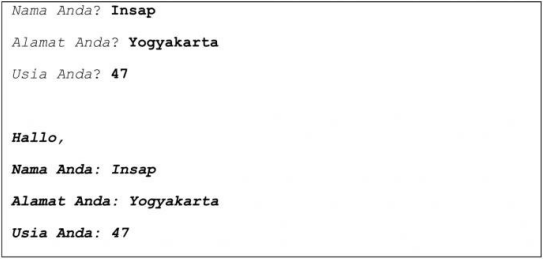 Nama Anda? Insap
Alamat Anda? Yogyakarta
Usia Anda? 47
Hallo,
Nama Anda: Insap
Alamat Anda: Yogyakarta
Usia Anda: 47